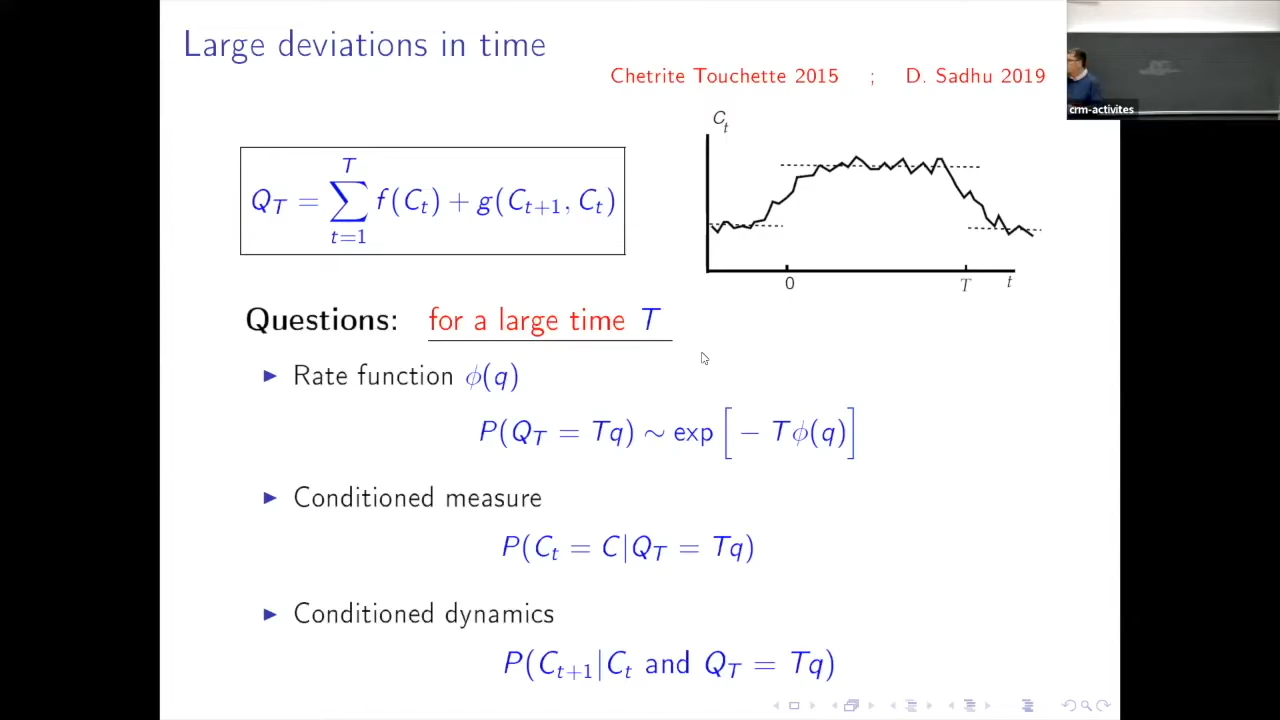 Large deviations in time
Chetrite Touchette 2015 ; D. Sadhu 2019
crm-activites
C_t
0 T t
Q_T = \sum_{t=1}^{T} f(C_t) + g(C_{t+1}, C_t)
Questions: for a large time T
▶ Rate function ϕ(q)
P(Q_T = Tq) ∼ exp [ − Tϕ(q) ]
▶ Conditioned measure
P(C_t = C|Q_T = Tq)
▶ Conditioned dynamics
P(C_{t+1}|C_t and Q_T = Tq)